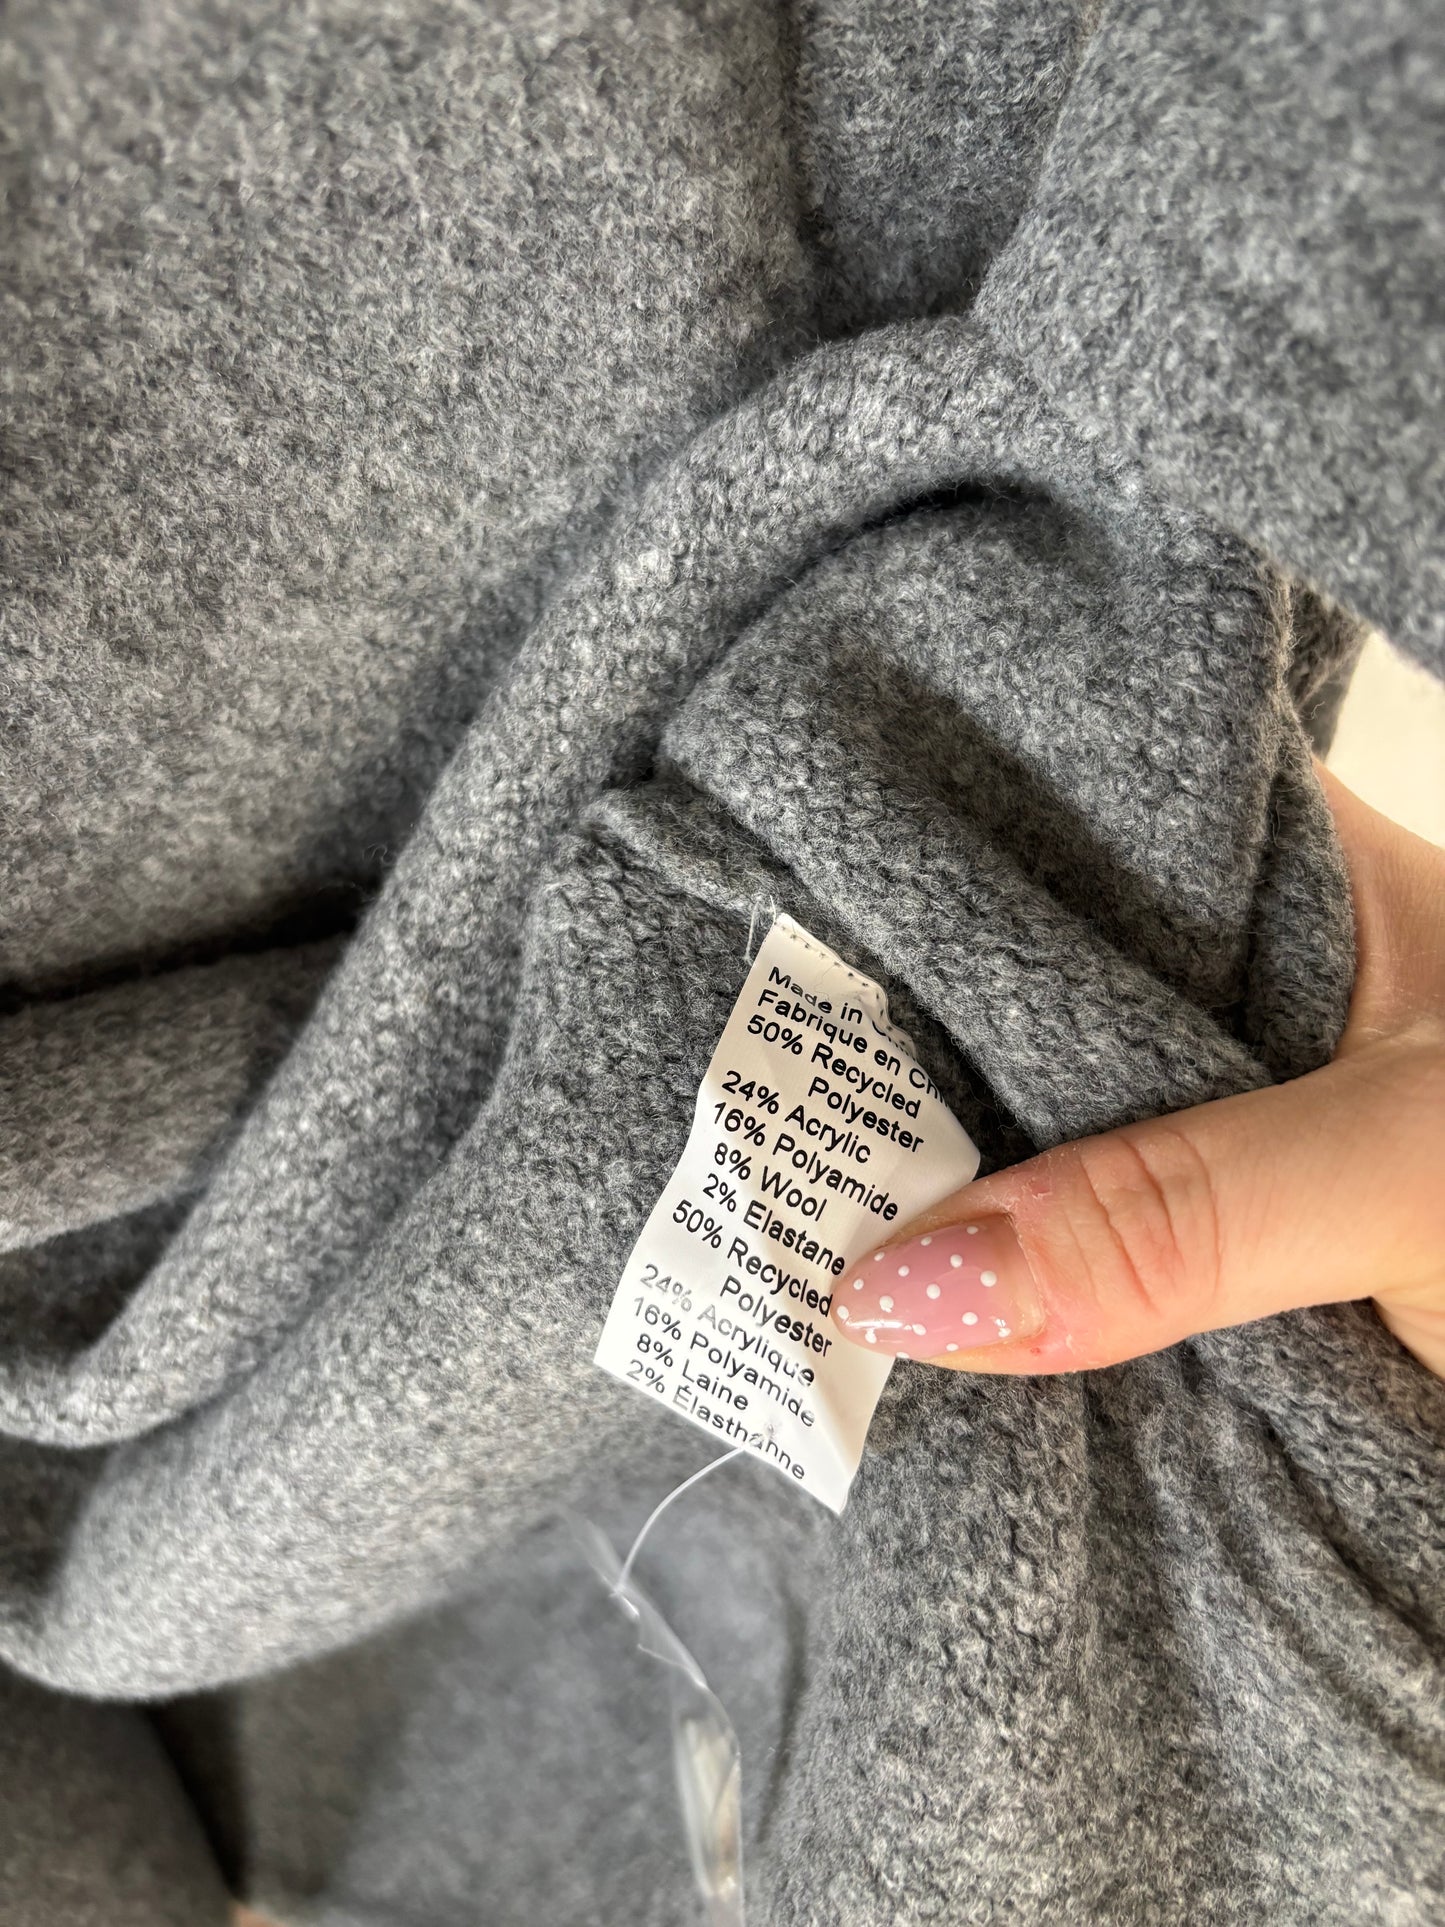 Made in
Fabrique en
50% Recycled
Polyester
24% Acrylic
16% Polyamide
8% Wool
2% Elastane
50% Recycled
Polyester
24% Acrylique
16% Polyamide
8% Laine
2% Élasthanne